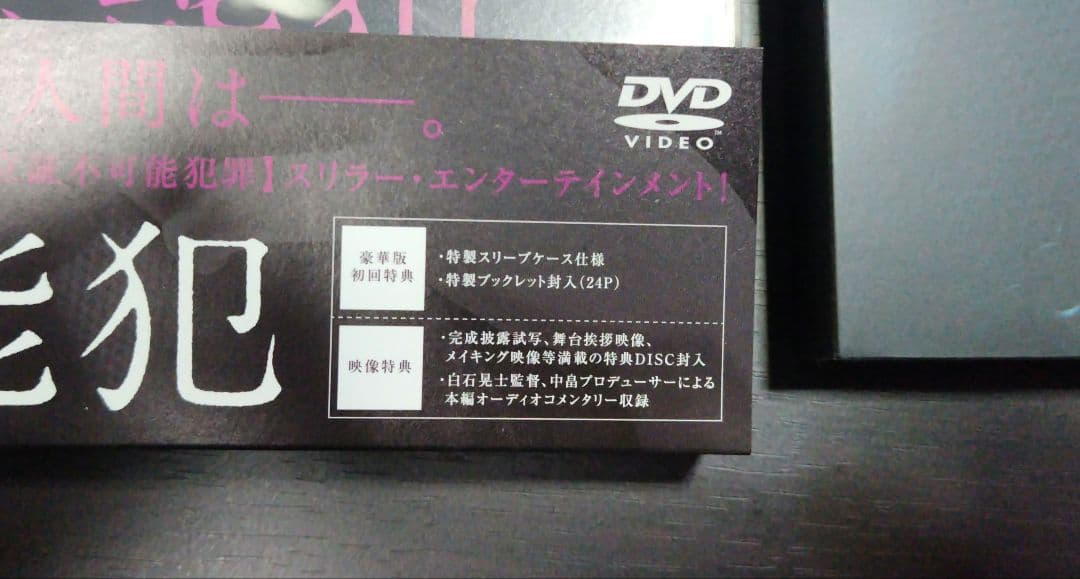 人間は――。
DVD
VIDEO™
証不可能犯罪】スリラー・エンターテインメント!
能犯
豪華版
初回特典
・特製スリーブケース仕様
・特製ブックレット封入(24P)
映像特典
・完成披露試写、舞台挨拶映像、
メイキング映像等満載の特典DISC封入
・白石晃士監督、中畠プロデューサーによる
本編オーディオコメンタリー収録